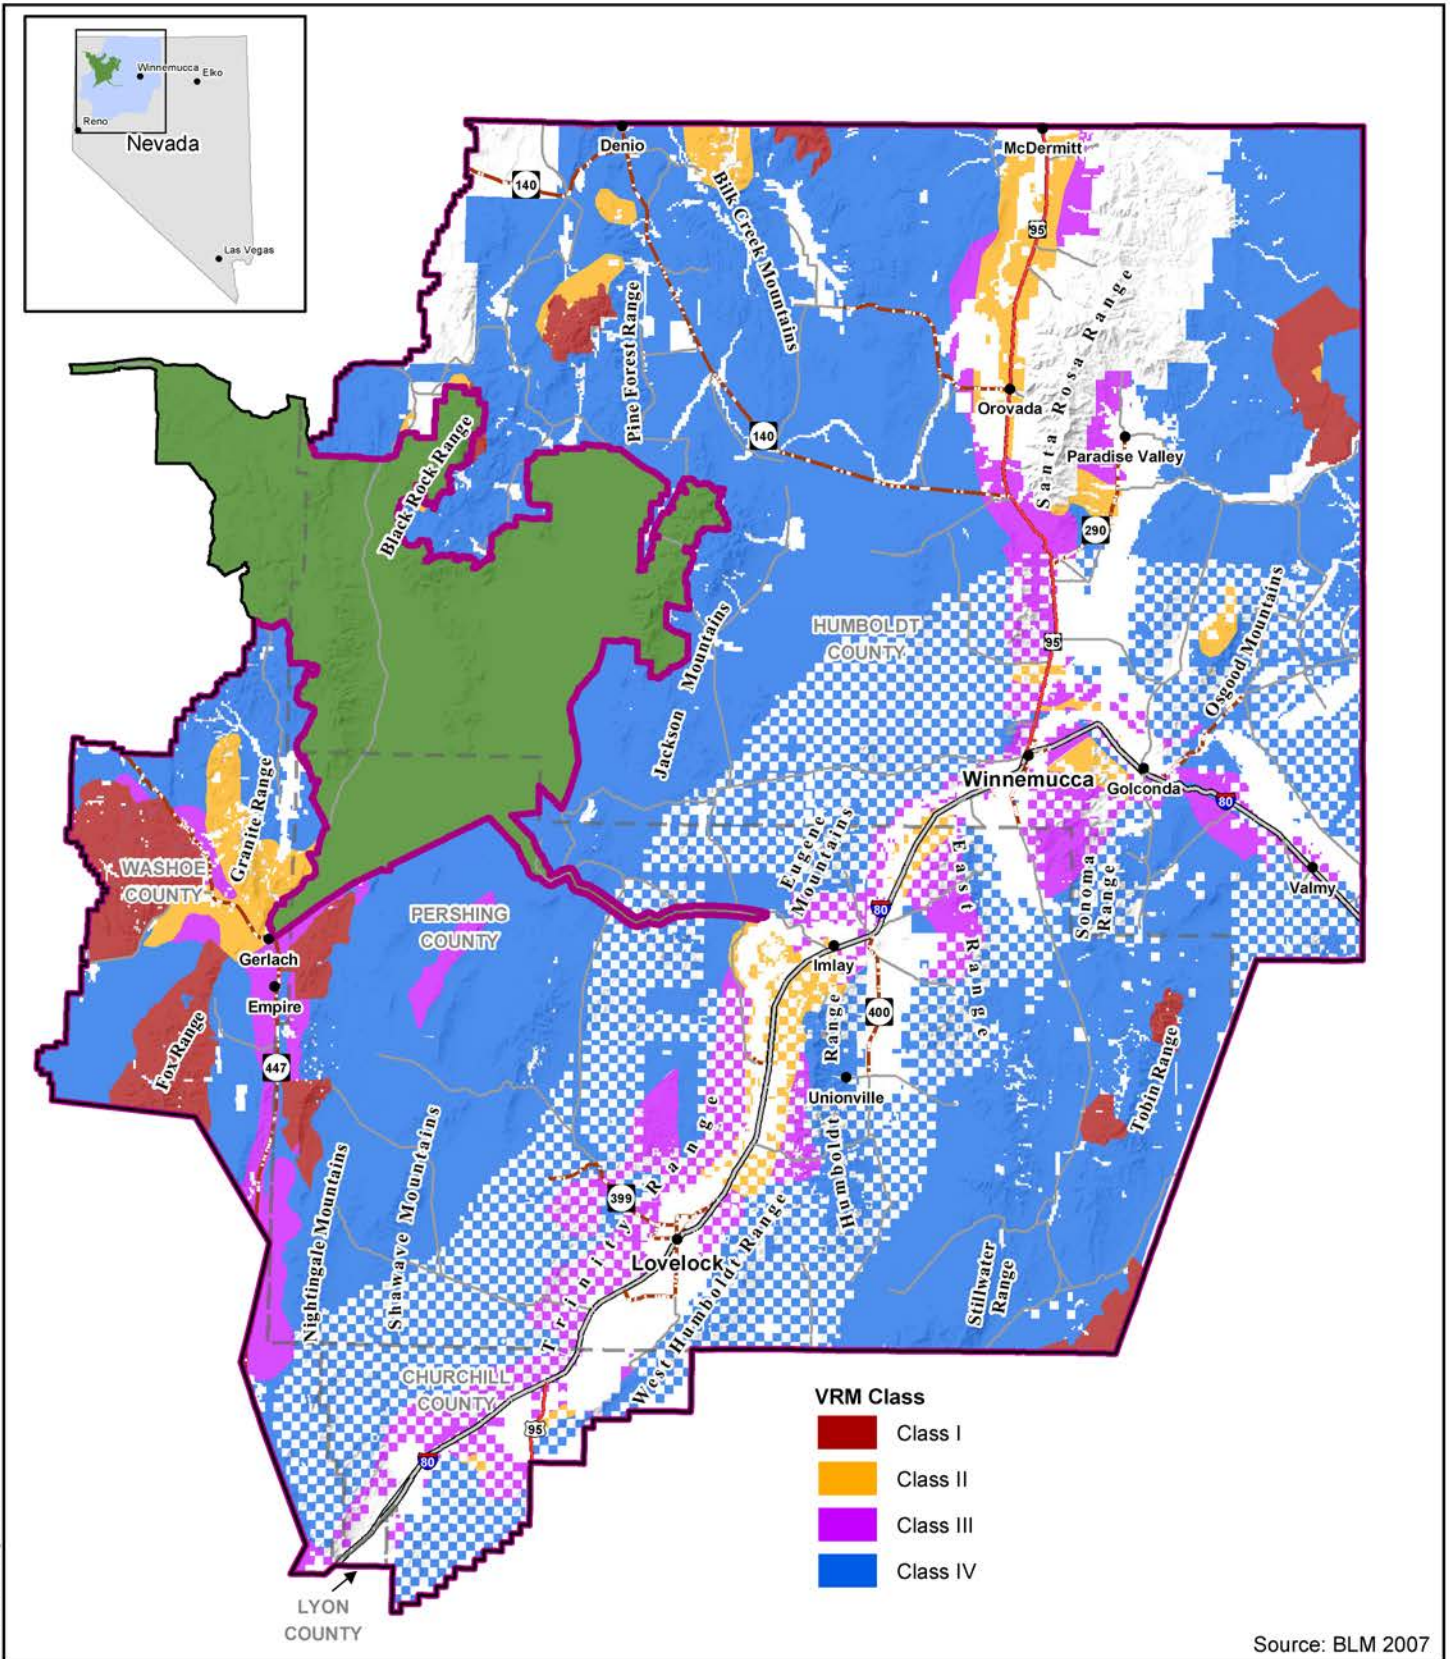 Winnemucca
Elko
Reno
Nevada
Las Vegas
Denio
McDermitt
140
Bilk Creek Mountains
95
Pine Forest Range
Santa Rosa Range
Orovada
140
Paradise Valley
Black Rock Range
290
HUMBOLDT
COUNTY
95
Osgood Mountains
Jackson Mountains
Winnemucca
Golconda
80
Granite Range
Eugene
Mountains
WASHOE
COUNTY
East Range
Sonoma
Range
Valmy
PERSHING
COUNTY
80
Gerlach
Imlay
Empire
400
Fox Range
447
Humboldt Range
Unionville
Tobin Range
Nightingale Mountains
Shawave Mountains
399
Trinity Range
Lovelock
West Humboldt Range
Stillwater
Range
CHURCHILL
COUNTY
95
80
LYON
COUNTY
VRM Class
Class I
Class II
Class III
Class IV
Source: BLM 2007